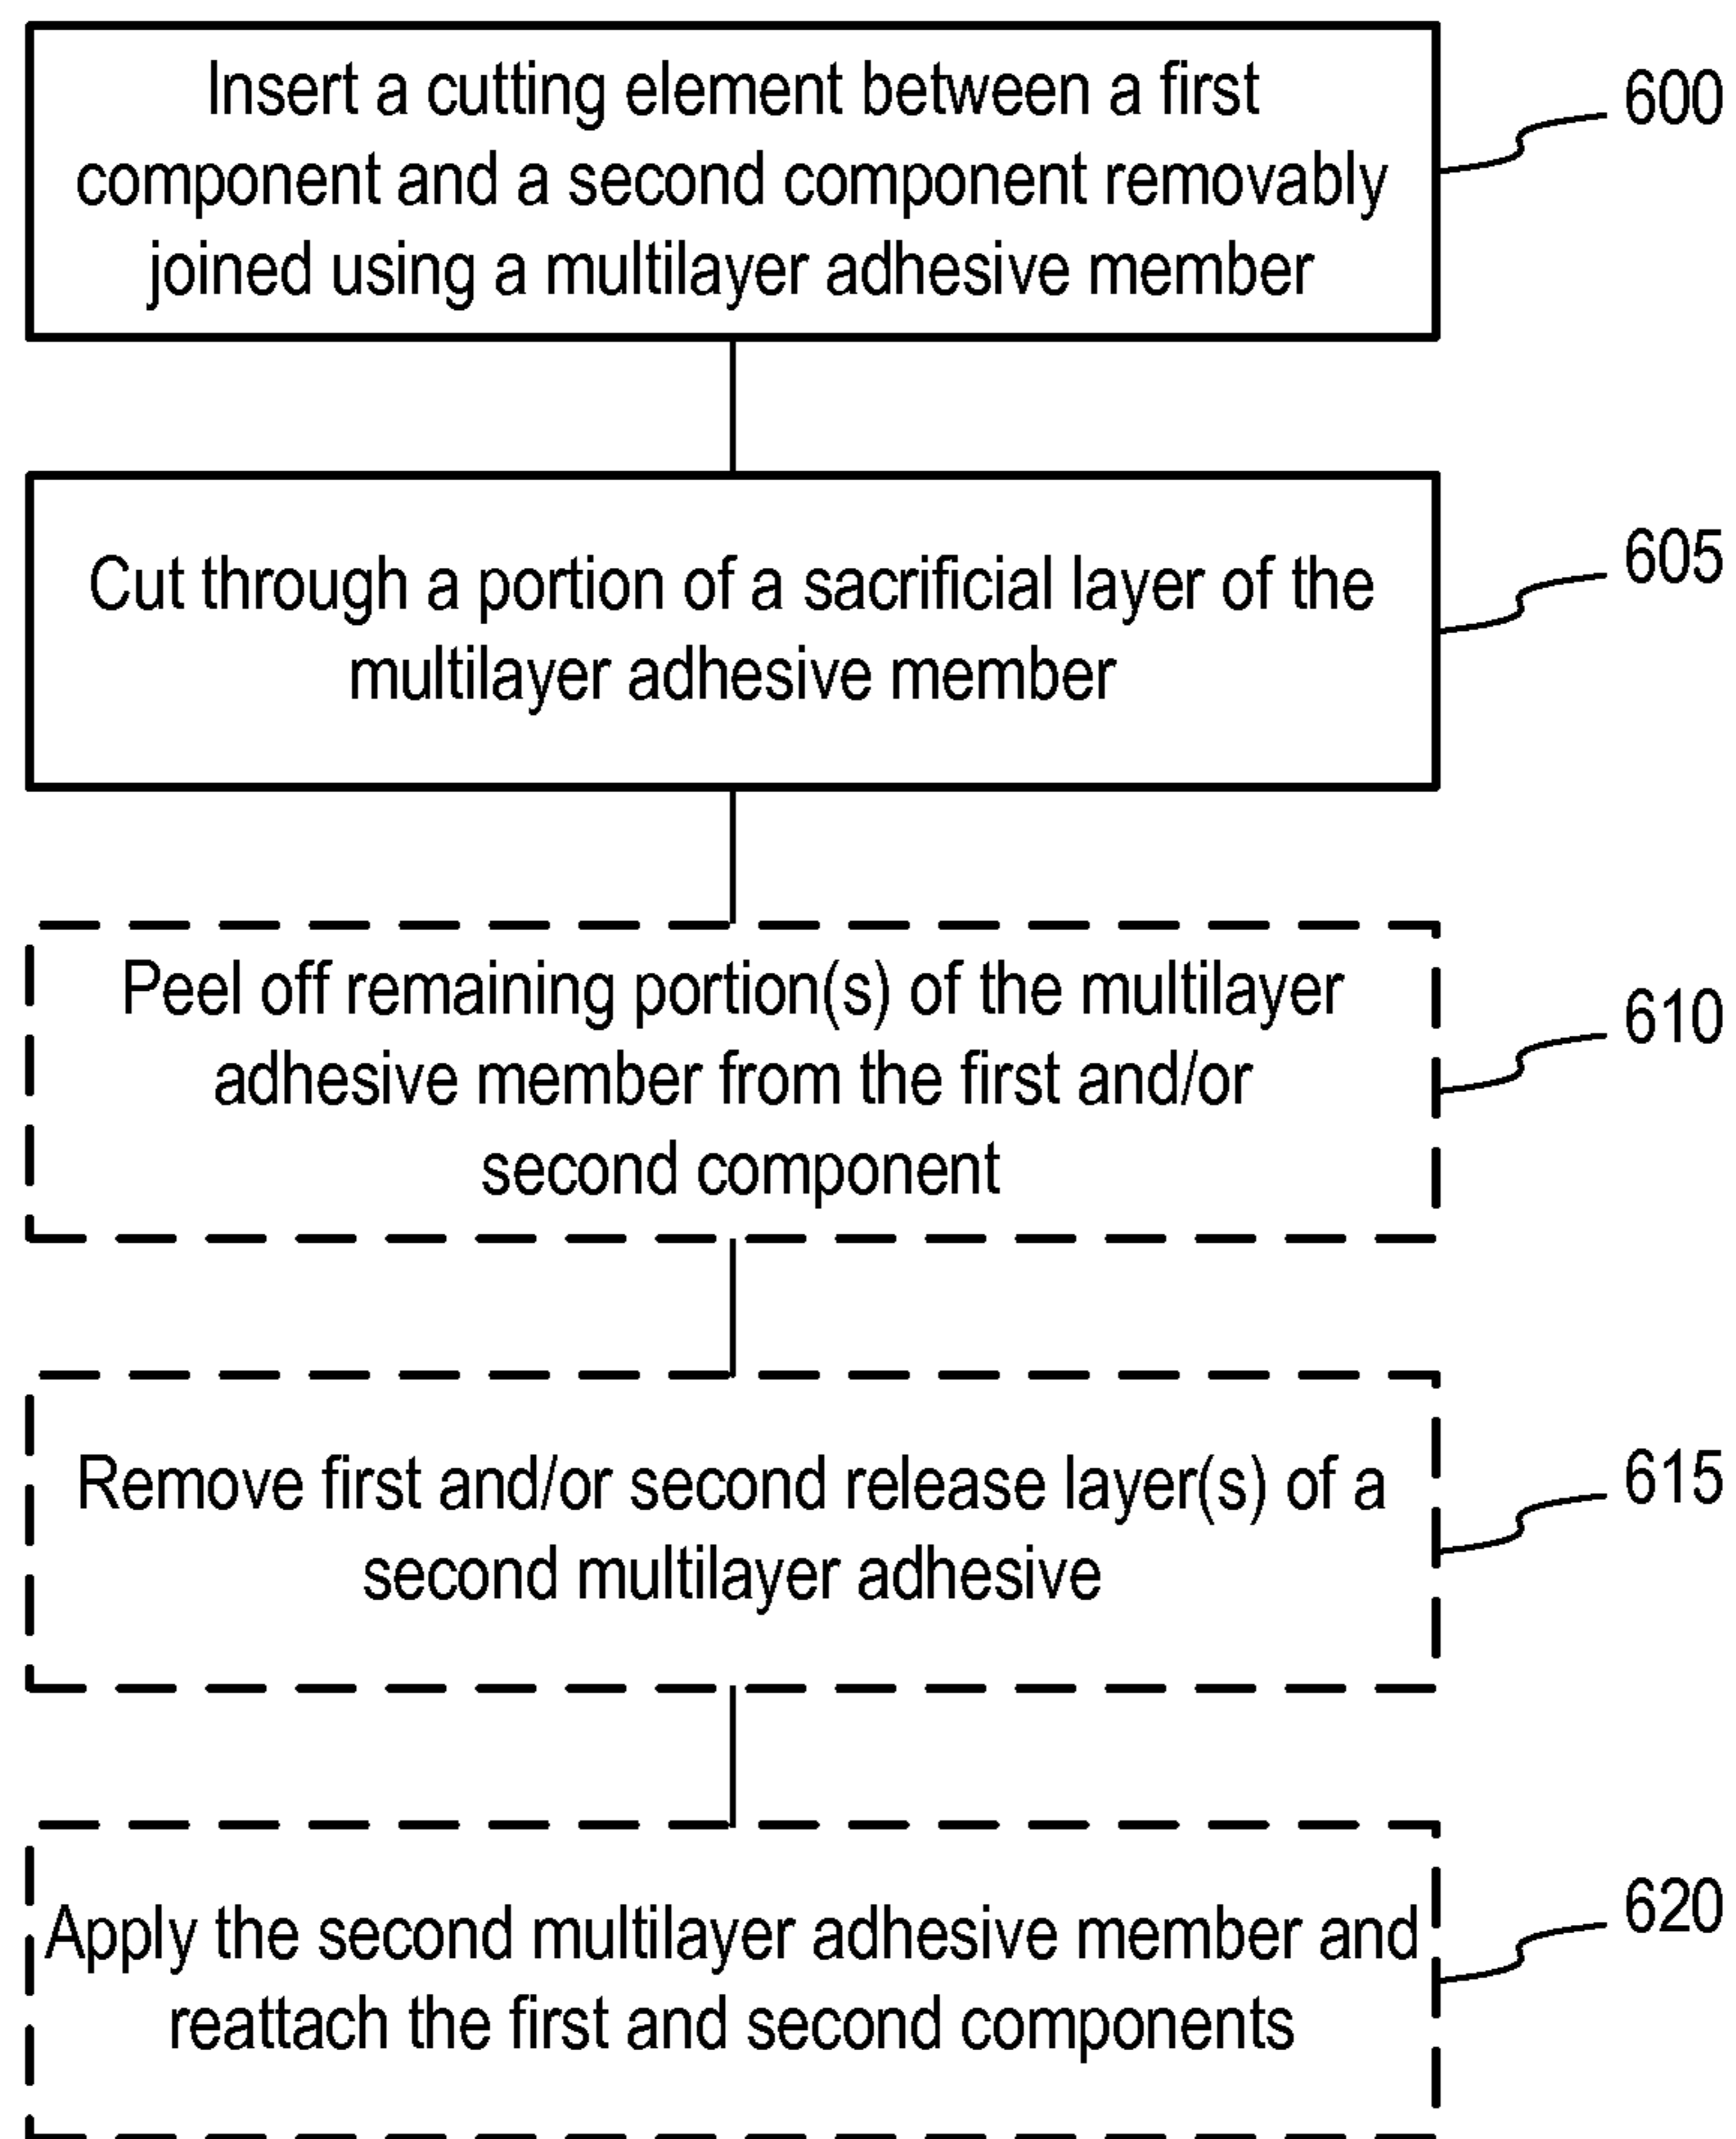 Insert a cutting element between a first
component and a second component removably
joined using a multilayer adhesive member
600
Cut through a portion of a sacrificial layer of the
multilayer adhesive member
605
Peel off remaining portion(s) of the multilayer
adhesive member from the first and/or
second component
610
Remove first and/or second release layer(s) of a
second multilayer adhesive
615
Apply the second multilayer adhesive member and
reattach the first and second components
620